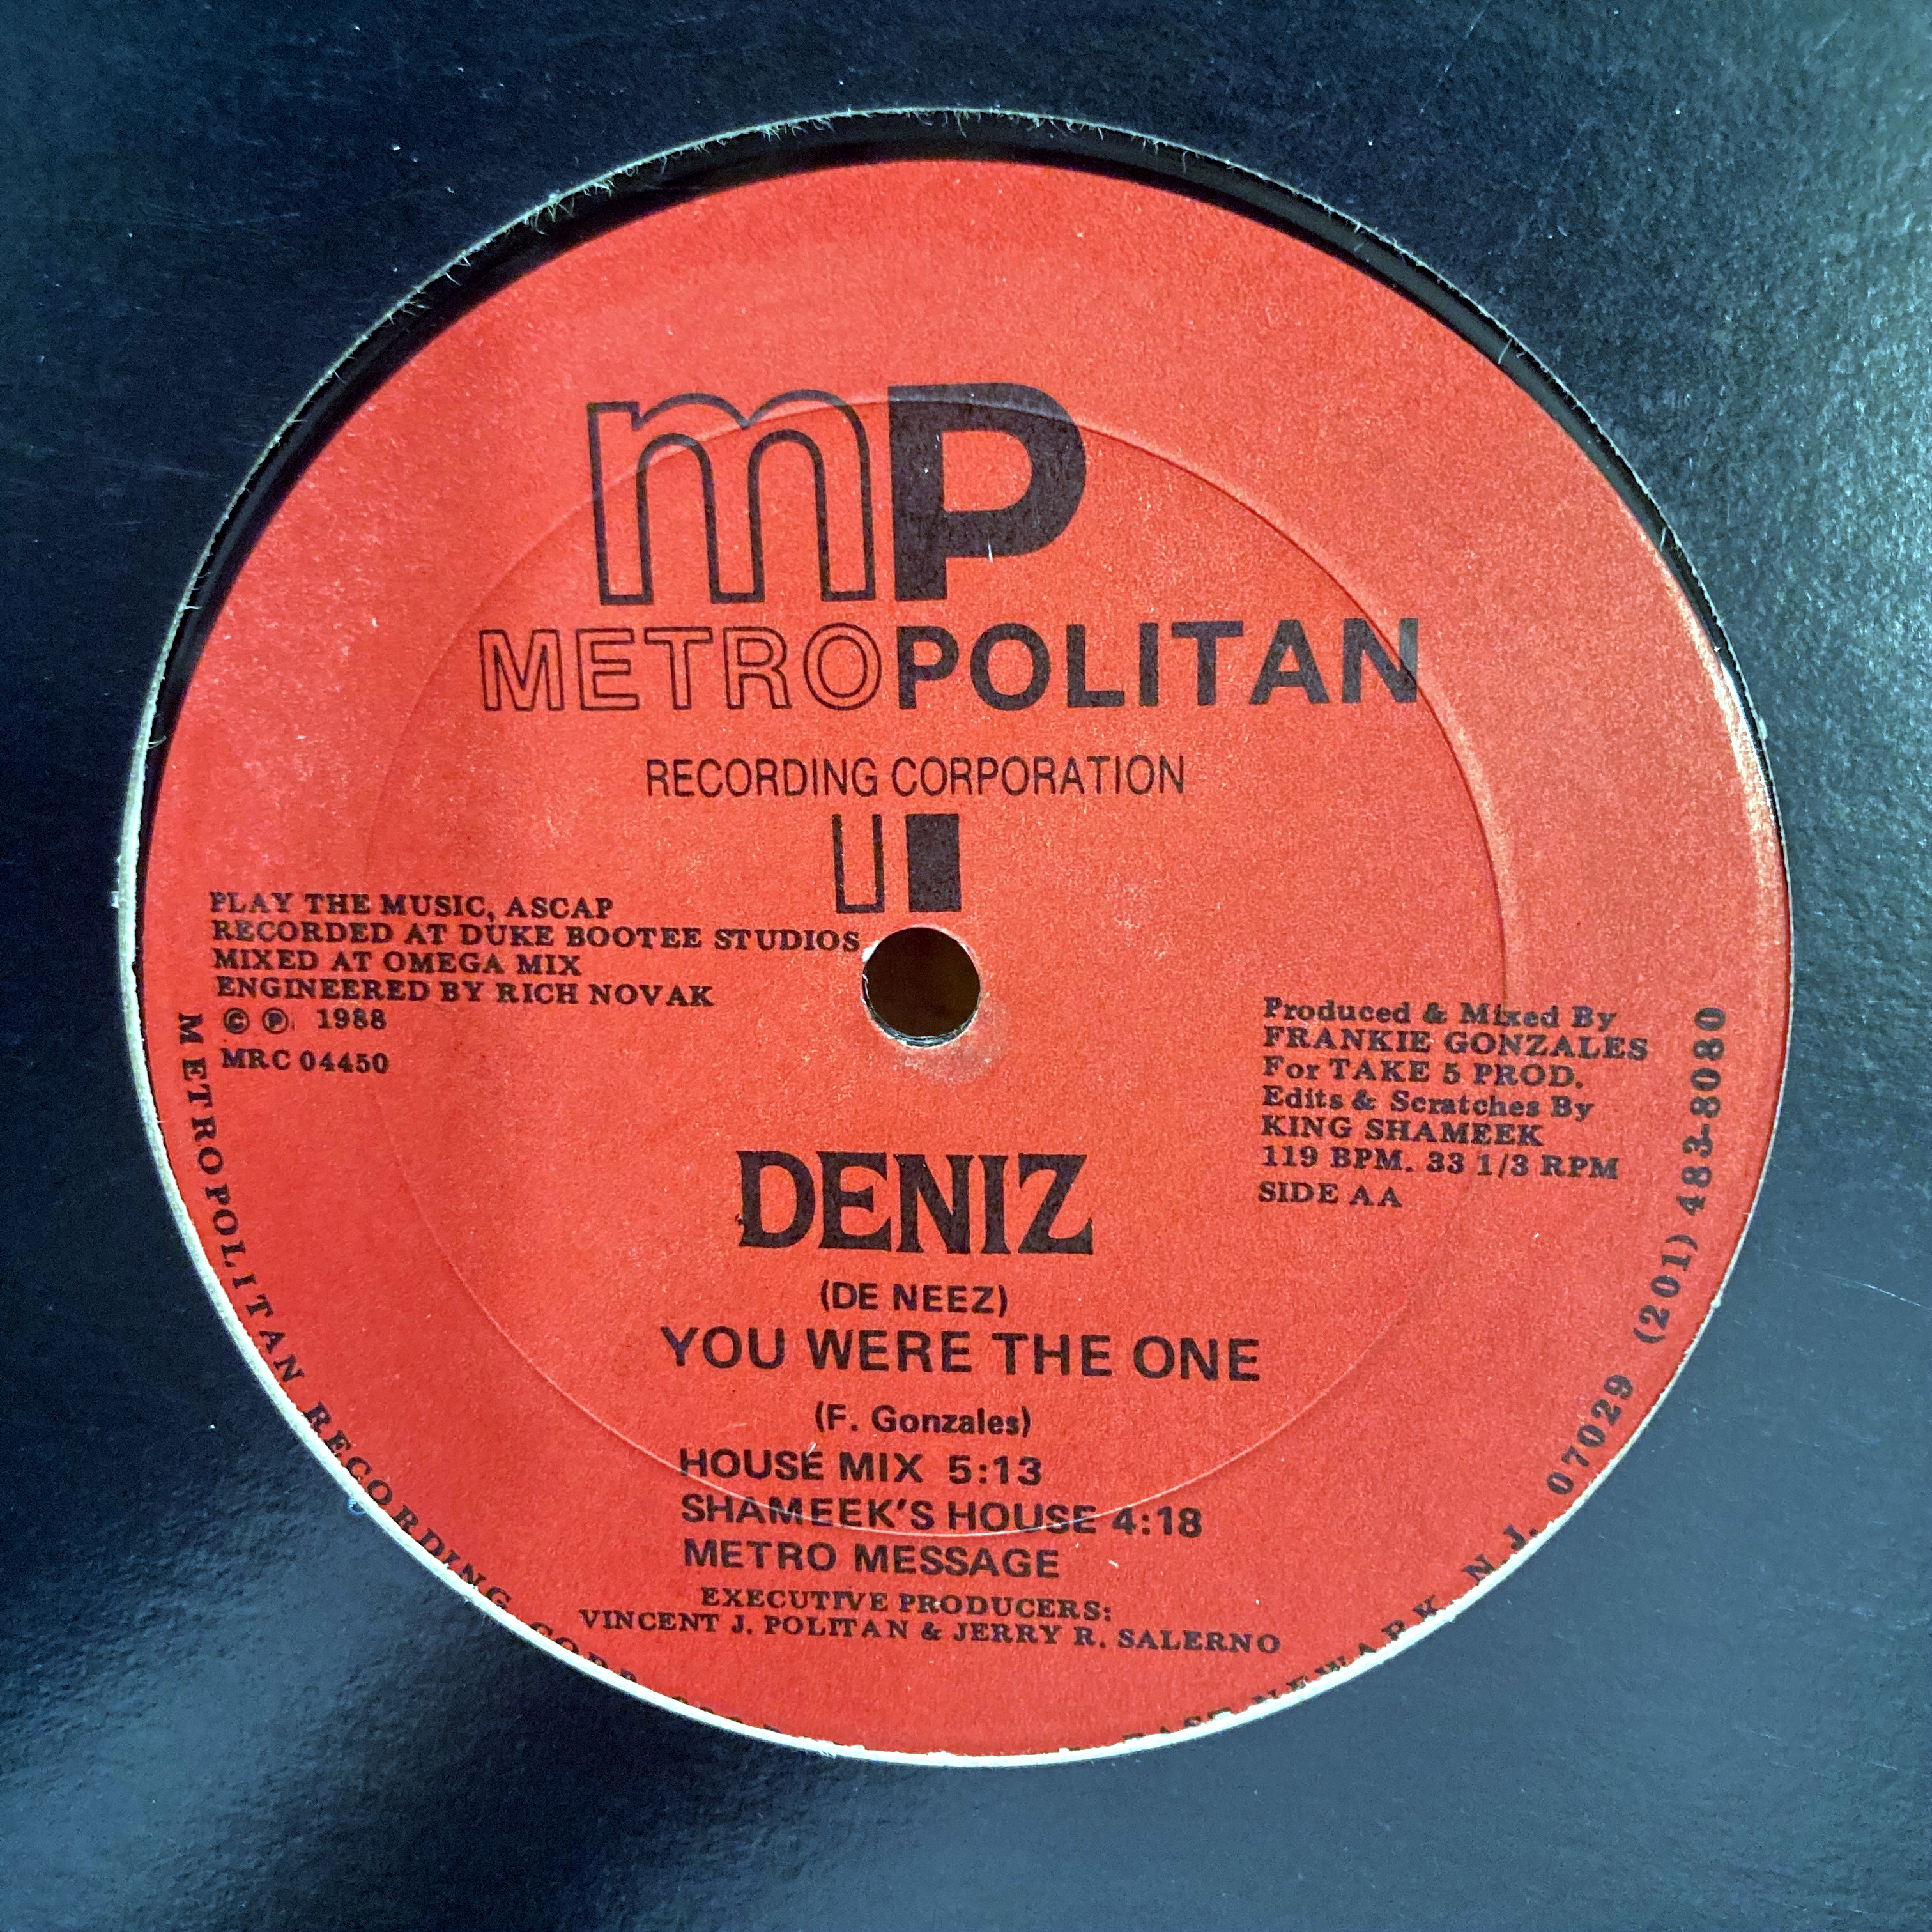 mP
METROPOLITAN
RECORDING CORPORATION
PLAY THE MUSIC, ASCAP
RECORDED AT DUKE BOOTEE STUDIOS
MIXED AT OMEGA MIX
ENGINEERED BY RICH NOVAK
© ℗ 1988
MRC 04450
Produced & Mixed By
FRANKIE GONZALES
For TAKE 5 PROD.
Edits & Scratches By
KING SHAMEEK
119 BPM. 33 1/3 RPM
SIDE AA
DENIZ
(DE NEEZ)
YOU WERE THE ONE
(F. Gonzales)
HOUSE MIX 5:13
SHAMEEK'S HOUSE 4:18
METRO MESSAGE
EXECUTIVE PRODUCERS:
VINCENT J. POLITAN & JERRY R. SALERNO
METROPOLITAN RECORDING EAST NEWARK, N.J. 07029 (201) 483-8080